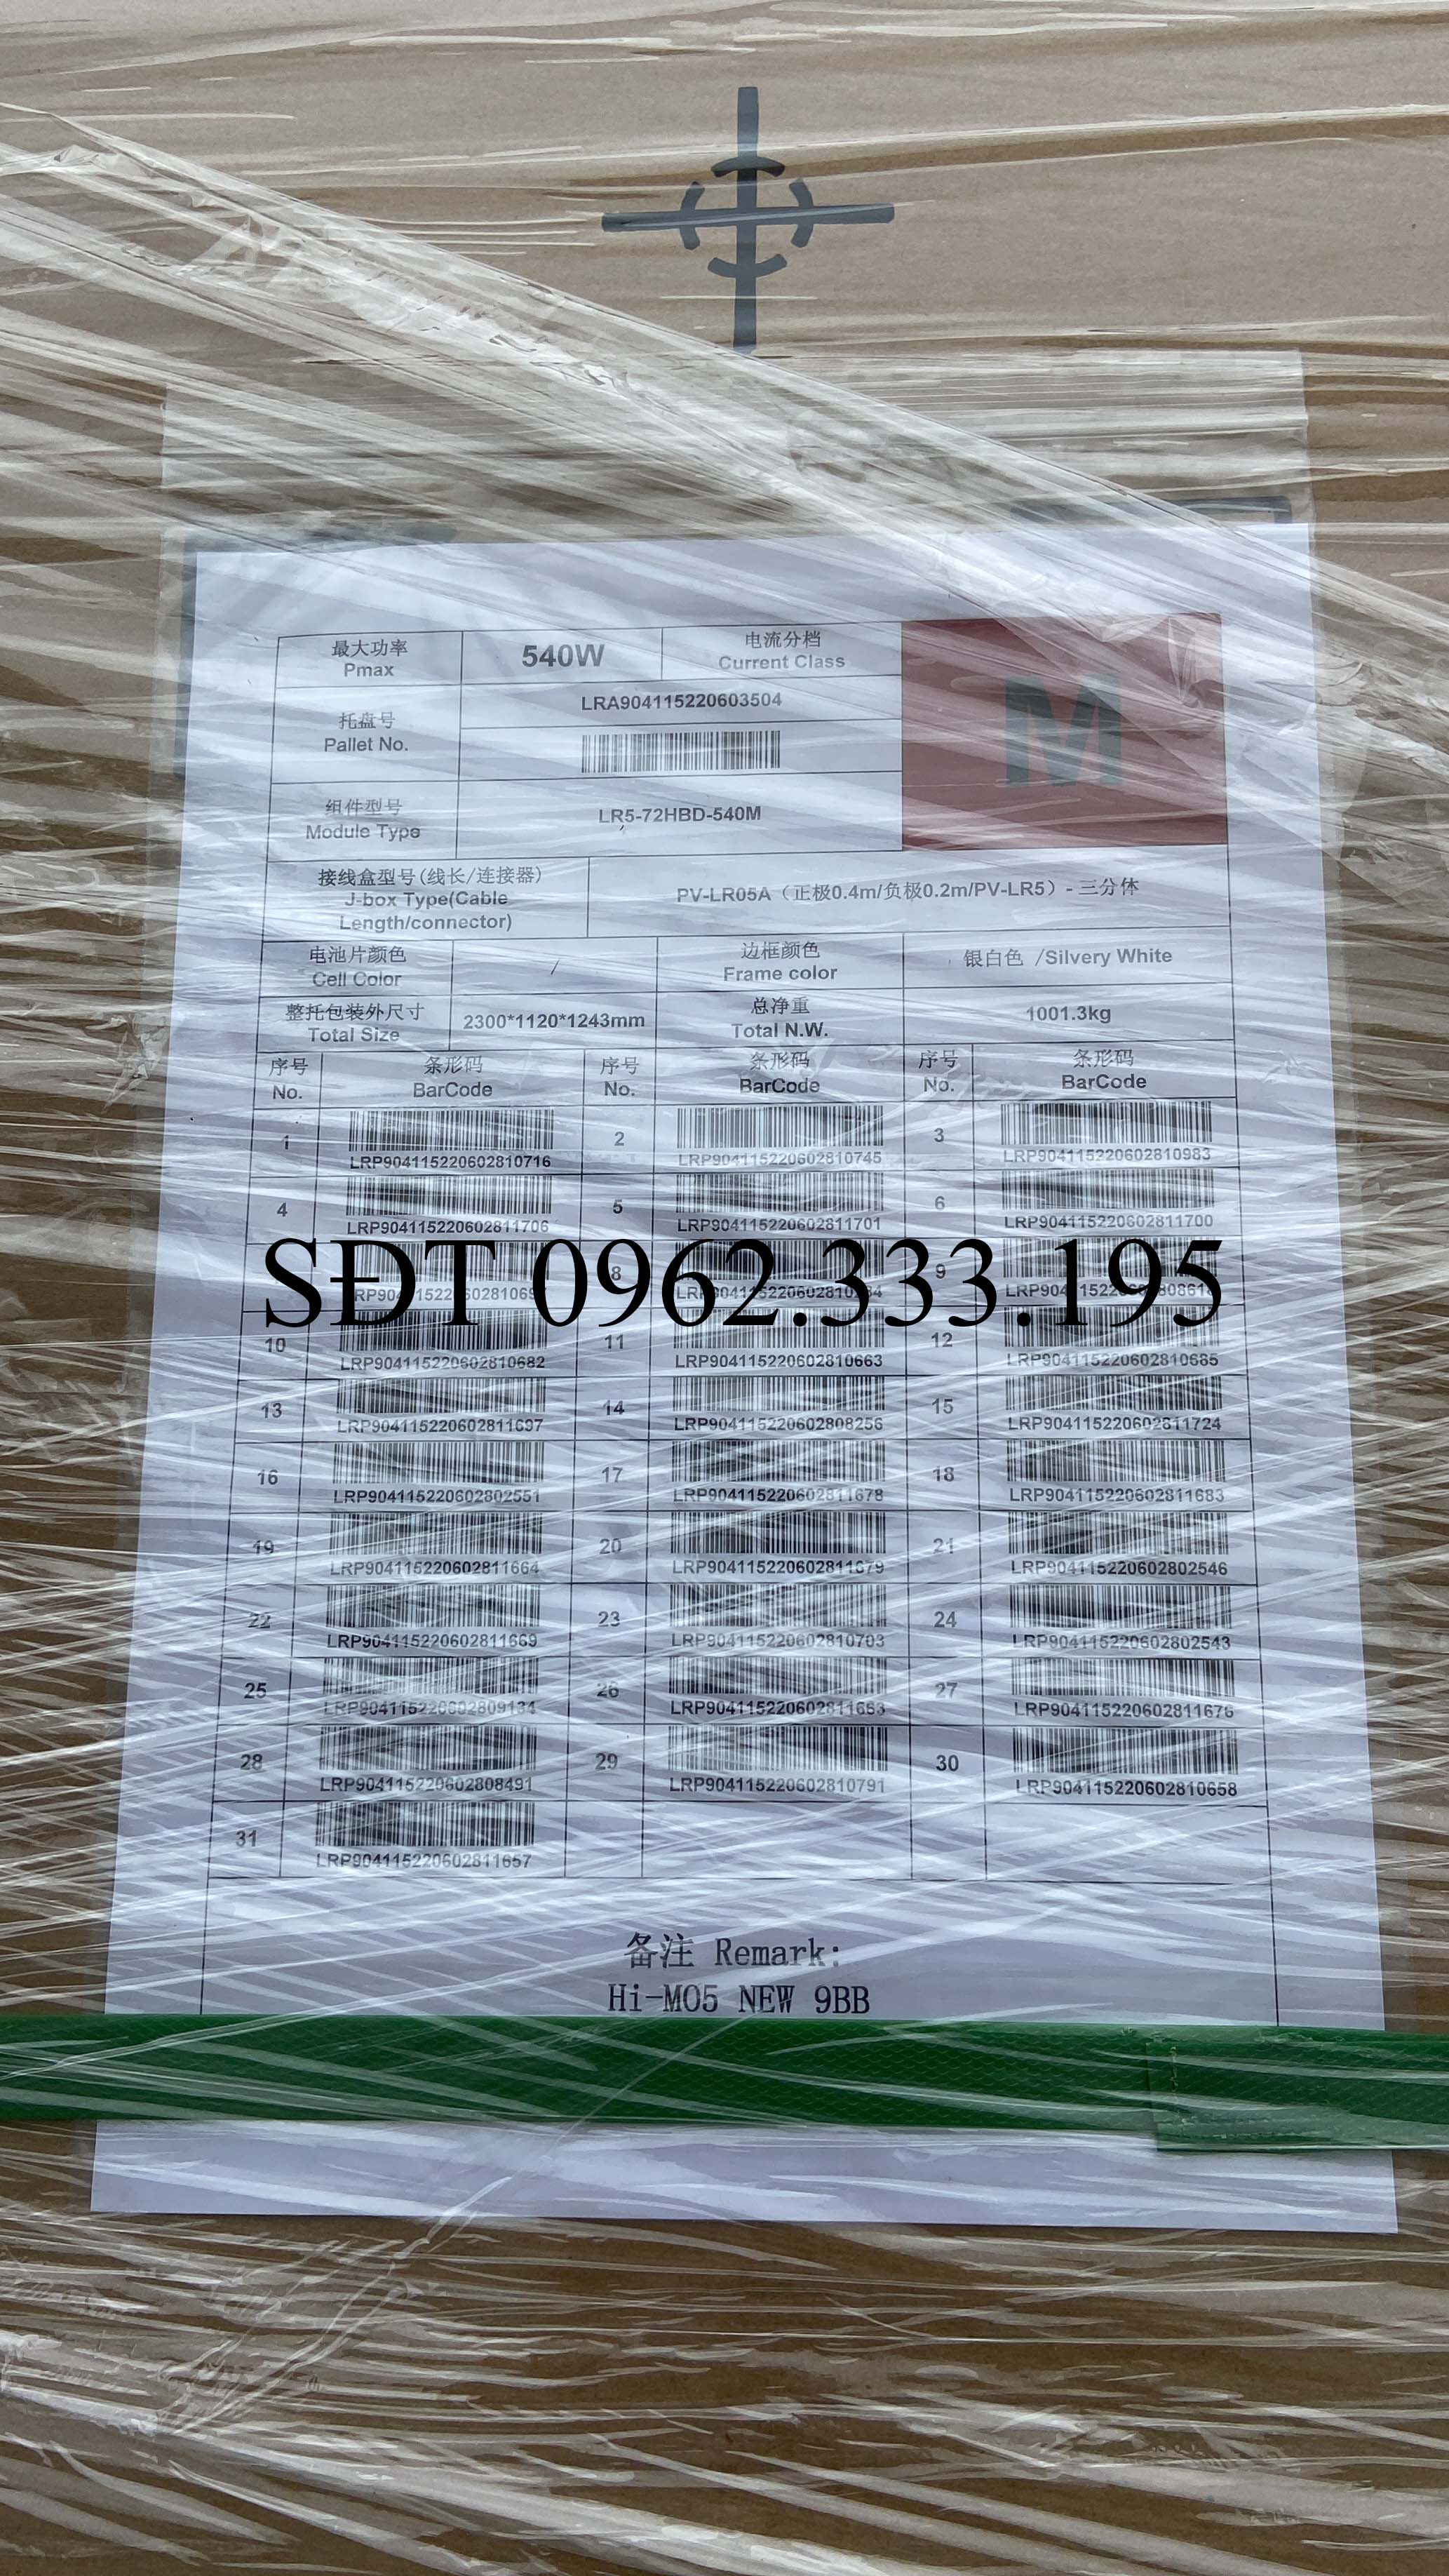 最大功率
Pmax
540W
电流分档
Current Class
M
托盘号
Pallet No.
LRA904115220603504
组件型号
Module Type
LR5-72HBD-540M
接线盒型号(线长/连接器)
J-box Type(Cable
Length/connector)
PV-LR05A（正极0.4m/负极0.2m/PV-LR5）- 三分体
电池片颜色
Cell Color
/
边框颜色
Frame color
银白色 /Silvery White
整托包装外尺寸
Total Size
2300*1120*1243mm
总净重
Total N.W.
1001.3kg
序号
No.
条形码
BarCode
序号
No.
条形码
BarCode
序号
No.
条形码
BarCode
1
LRP904115220602810716
2
LRP904115220602810745
3
LRP904115220602810983
4
LRP904115220602811706
5
LRP904115220602811701
6
LRP904115220602811700
SĐT 0962.333.195
8
9
10
LRP904115220602810682
11
LRP904115220602810663
12
LRP904115220602810685
13
LRP904115220602811697
14
LRP904115220602808256
15
LRP904115220602811724
16
LRP904115220602802551
17
LRP904115220602811678
18
LRP904115220602811683
19
LRP904115220602811664
20
LRP904115220602811679
21
LRP904115220602802546
22
LRP904115220602811669
23
LRP904115220602810703
24
LRP904115220602802543
25
LRP904115220602809134
26
LRP904115220602811653
27
LRP904115220602811676
28
LRP904115220602808491
29
LRP904115220602810791
30
LRP904115220602810658
31
LRP904115220602811657
备注 Remark:
Hi-MO5 NEW 9BB